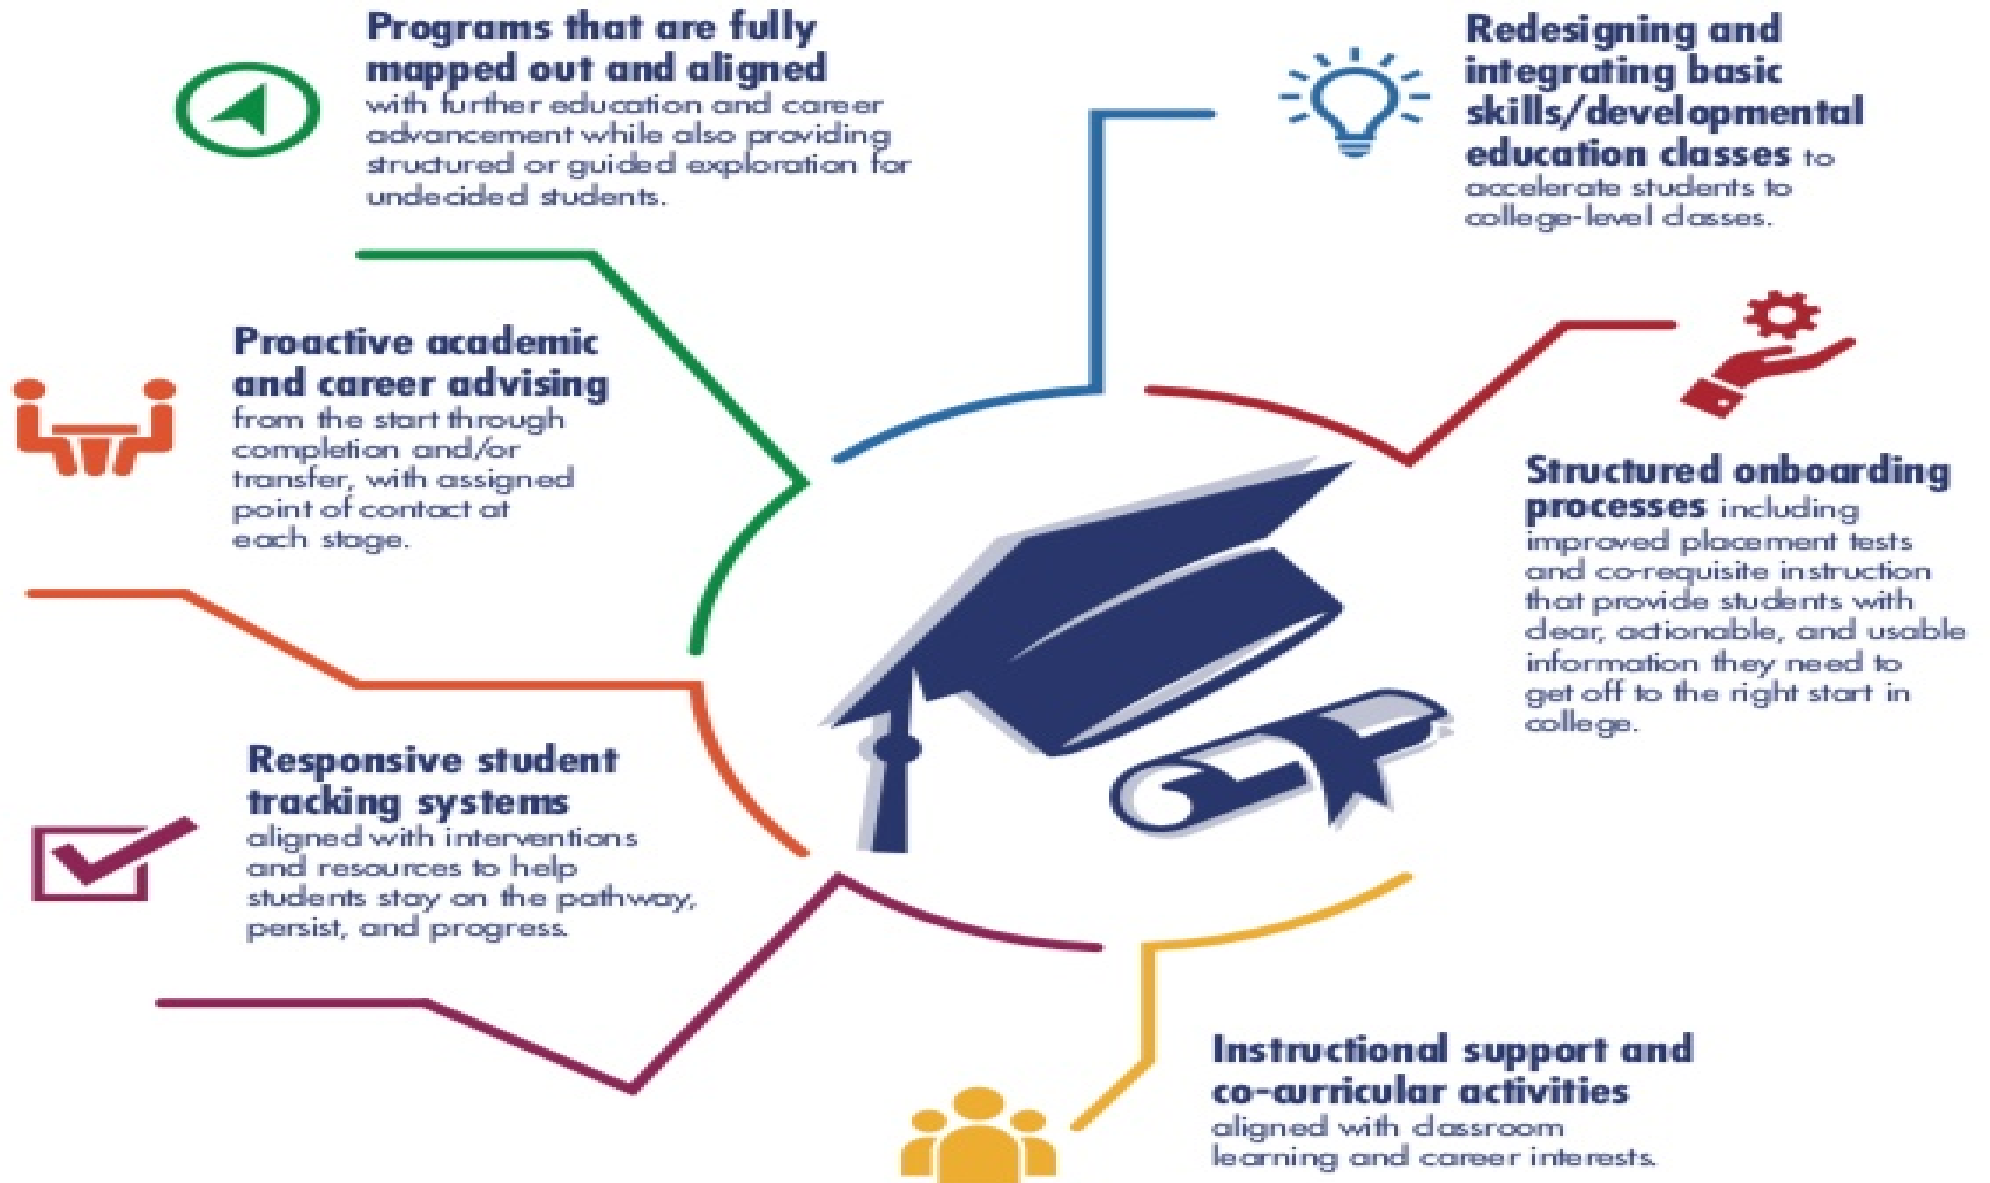 Programs that are fully
mapped out and aligned
with further education and career
advancement while also providing
structured or guided exploration for
undecided students.
Redesigning and
integrating basic
skills/developmental
education classes to
accelerate students to
college-level classes.
Proactive academic
and career advising
from the start through
completion and/or
transfer, with assigned
point of contact at
each stage.
Structured onboarding
processes including
improved placement tests
and co-requisite instruction
that provide students with
clear, actionable, and usable
information they need to
get off to the right start in
college.
Responsive student
tracking systems
aligned with interventions
and resources to help
students stay on the pathway,
persist, and progress.
Instructional support and
co-curricular activities
aligned with classroom
learning and career interests.